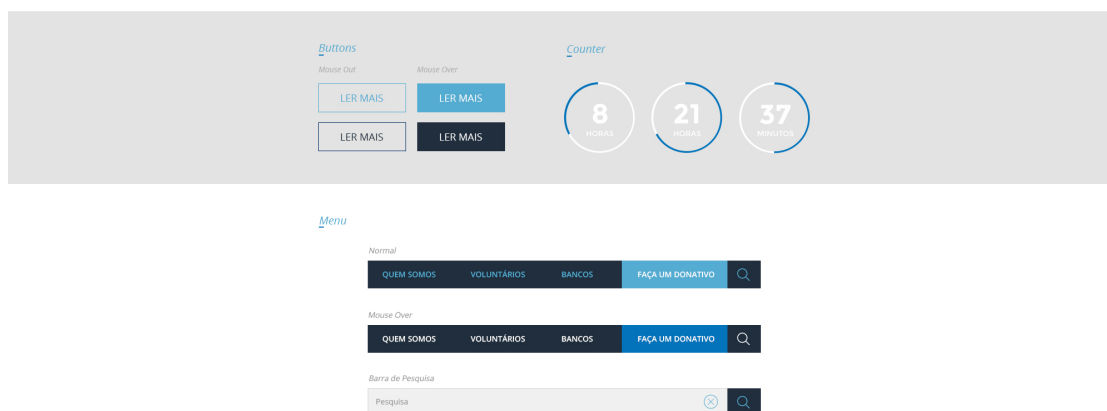 Buttons
Mouse Out
Mouse Over
LER MAIS
LER MAIS
LER MAIS
LER MAIS
Counter
8
HORAS
21
HORAS
37
MINUTOS
Menu
Normal
QUEM SOMOS VOLUNTÁRIOS BANCOS FAÇA UM DONATIVO
Mouse Over
QUEM SOMOS VOLUNTÁRIOS BANCOS FAÇA UM DONATIVO
Barra de Pesquisa
Pesquisa